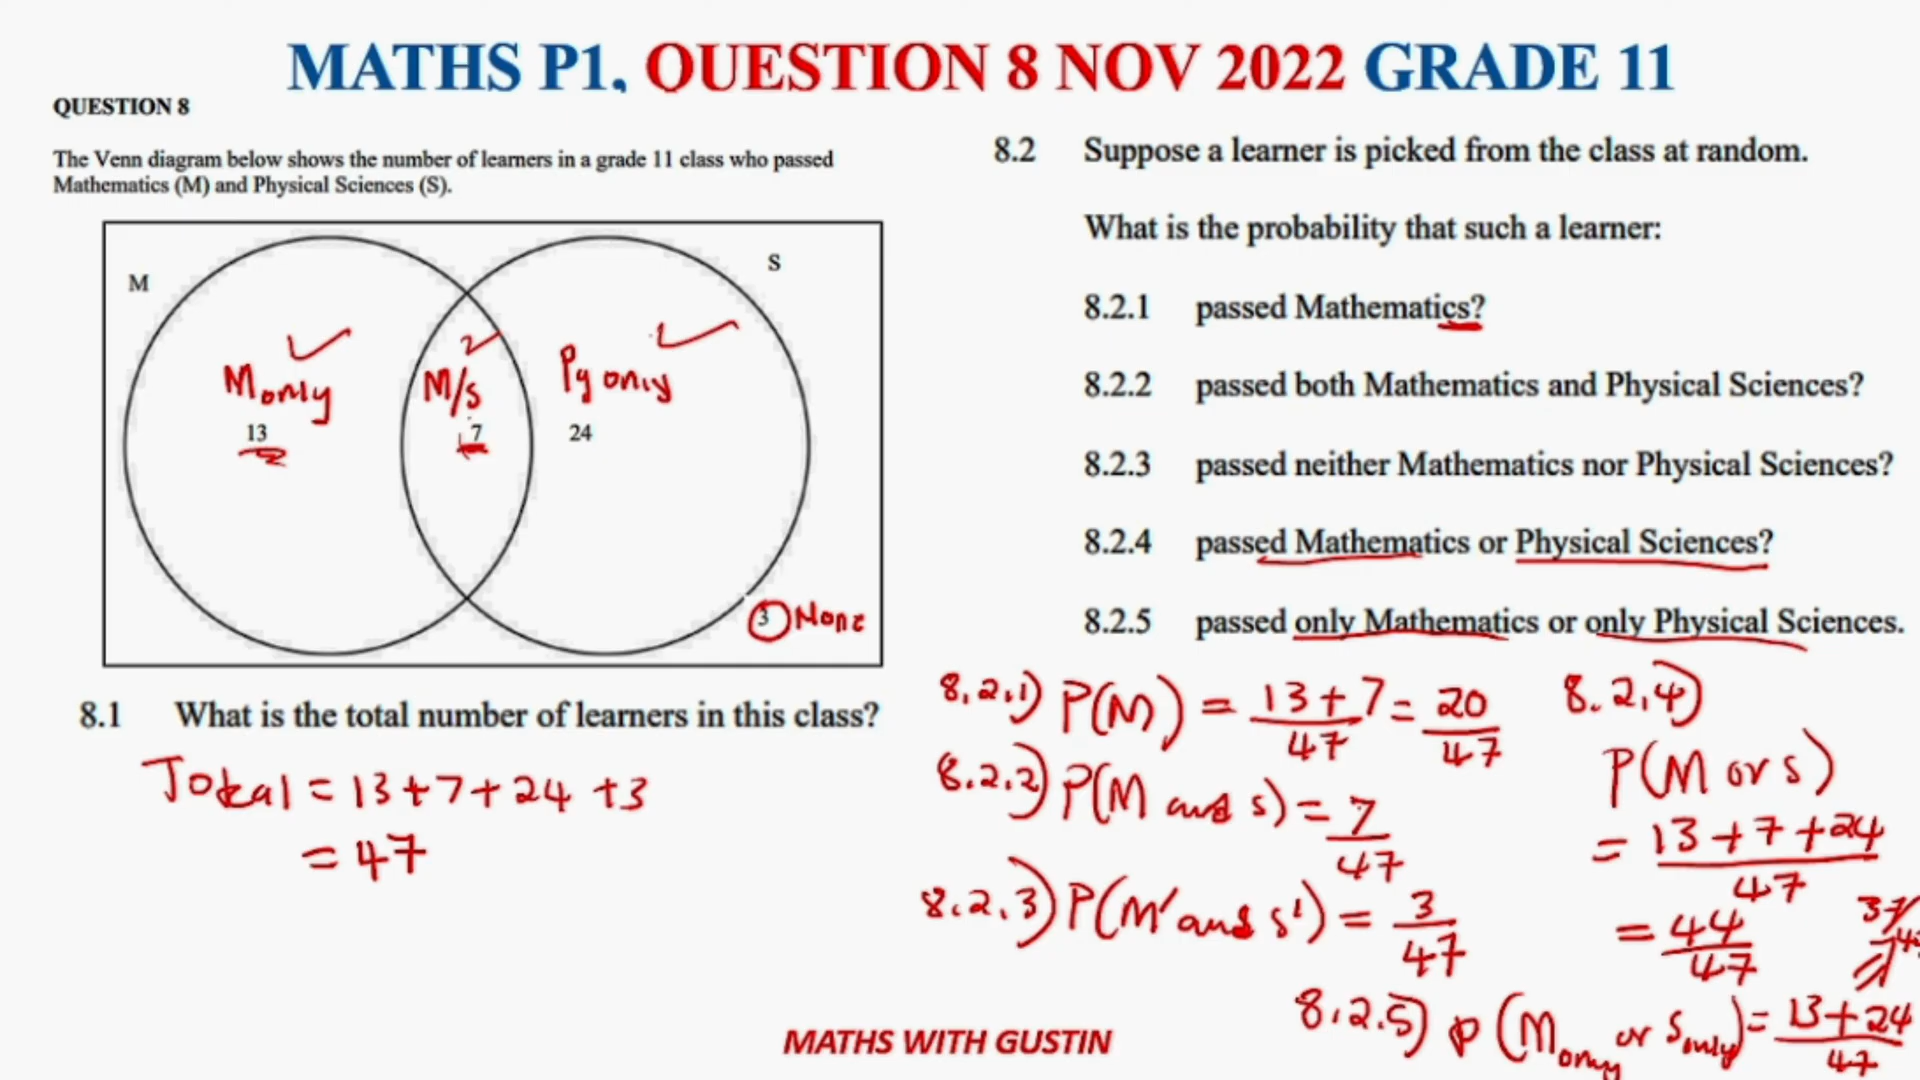 MATHS P1, QUESTION 8 NOV 2022 GRADE 11
QUESTION 8
The Venn diagram below shows the number of learners in a grade 11 class who passed
Mathematics (M) and Physical Sciences (S).
M
S
M only
M/s
Py only
13
7
24
3 None
8.1 What is the total number of learners in this class?
Total = 13+7+24 +3
= 47
8.2 Suppose a learner is picked from the class at random.
What is the probability that such a learner:
8.2.1 passed Mathematics?
8.2.2 passed both Mathematics and Physical Sciences?
8.2.3 passed neither Mathematics nor Physical Sciences?
8.2.4 passed Mathematics or Physical Sciences?
8.2.5 passed only Mathematics or only Physical Sciences.
8.2.1) P(M) = 13+7/47 = 20/47
8.2.2) P(M and s) = 7/47
8.2.3) P(M' and s') = 3/47
8.2.4)
P(M or s)
= 13+7+24/47
= 44/47
8.2.5) P(M only or S only) = 13+24/47
37/
MATHS WITH GUSTIN